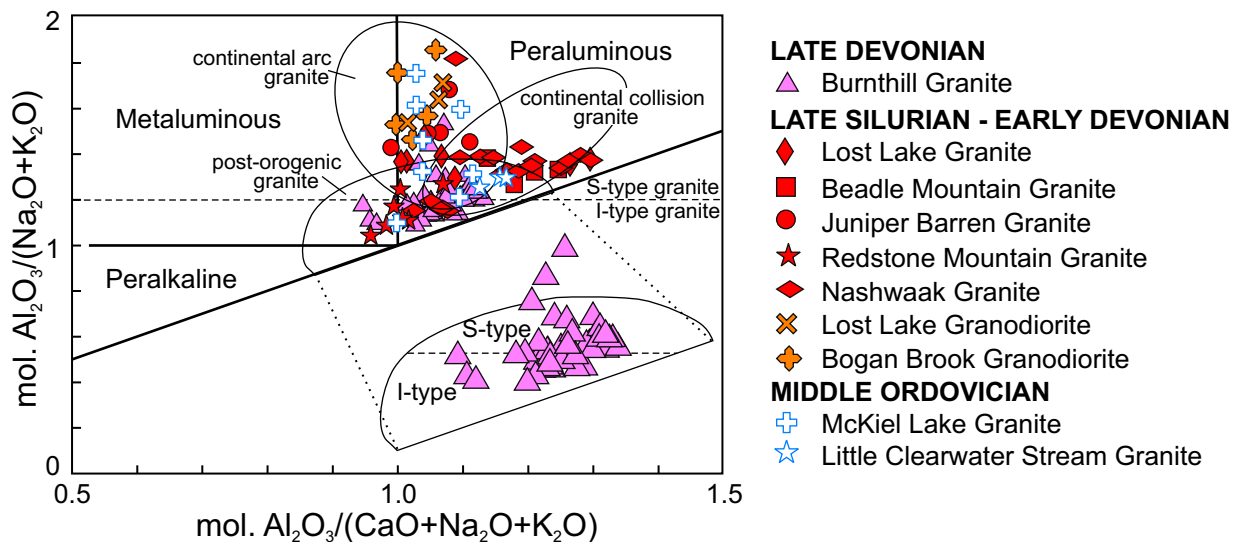 2
1
0
mol. Al₂O₃/(Na₂O+K₂O)
continental arc
granite
Peraluminous
continental collision
granite
Metaluminous
post-orogenic
granite
S-type granite
I-type granite
Peralkaline
S-type
I-type
0.5
1.0
1.5
mol. Al₂O₃/(CaO+Na₂O+K₂O)
LATE DEVONIAN
Burnthill Granite
LATE SILURIAN - EARLY DEVONIAN
Lost Lake Granite
Beadle Mountain Granite
Juniper Barren Granite
Redstone Mountain Granite
Nashwaak Granite
Lost Lake Granodiorite
Bogan Brook Granodiorite
MIDDLE ORDOVICIAN
McKiel Lake Granite
Little Clearwater Stream Granite